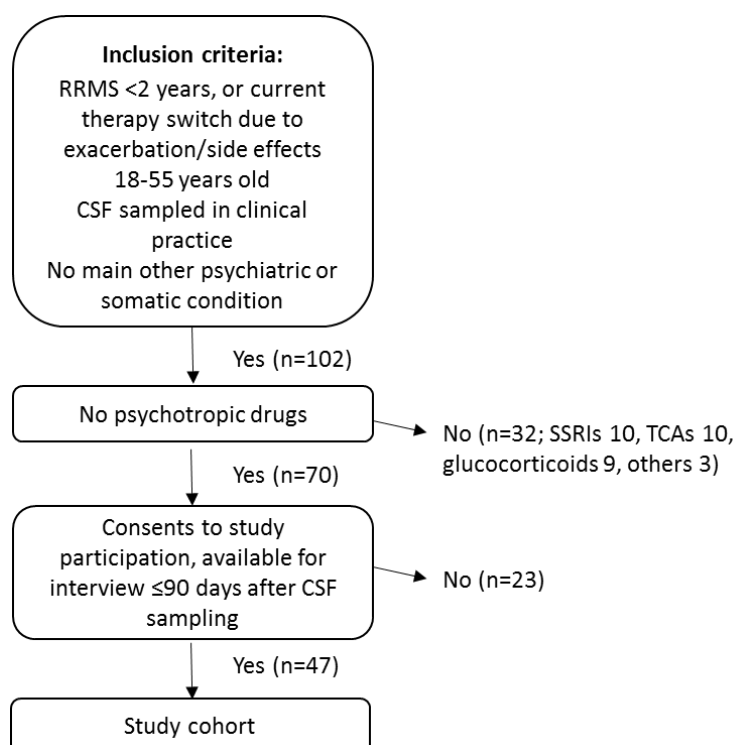 Inclusion criteria:
RRMS <2 years, or current
therapy switch due to
exacerbation/side effects
18-55 years old
CSF sampled in clinical
practice
No main other psychiatric or
somatic condition
Yes (n=102)
No psychotropic drugs
No (n=32; SSRIs 10, TCAs 10,
glucocorticoids 9, others 3)
Yes (n=70)
Consents to study
participation, available for
interview ≤90 days after CSF
sampling
No (n=23)
Yes (n=47)
Study cohort